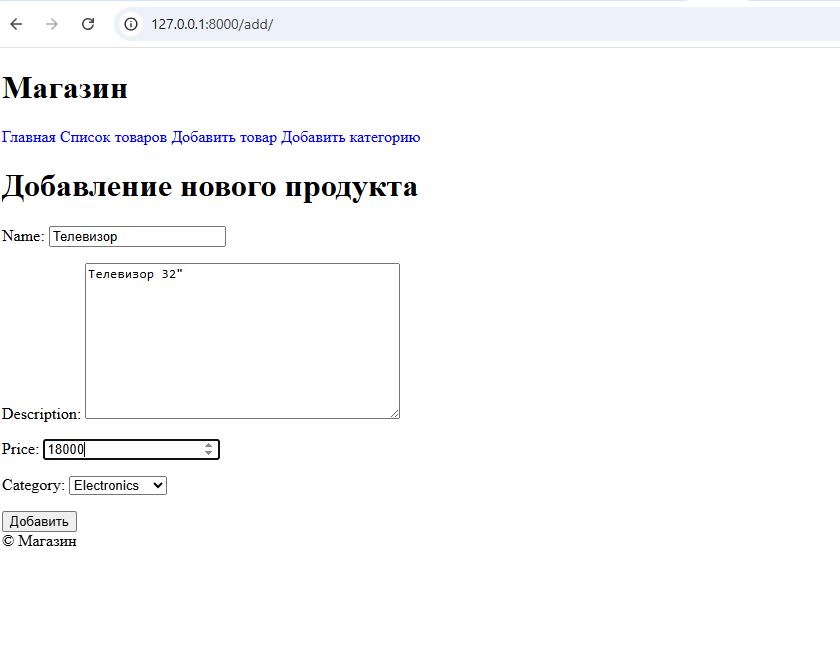 127.0.0.1:8000/add/
Магазин
Главная Список товаров Добавить товар Добавить категорию
Добавление нового продукта
Name: Телевизор
Телевизор 32"
Description:
Price: 18000
Category: Electronics
Добавить
© Магазин